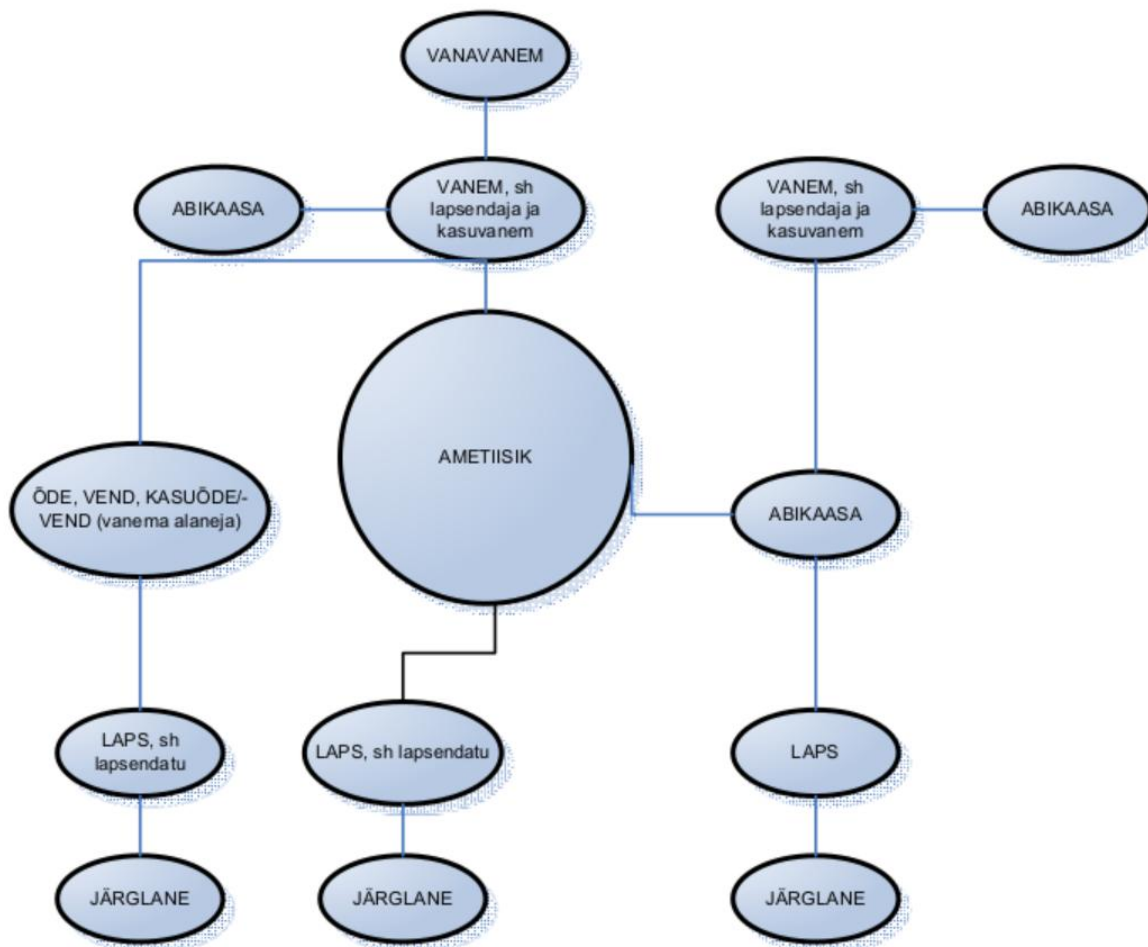 VANAVANEM
ABIKAASA
VANEM, sh
lapsendaja ja
kasuvanem
VANEM, sh
lapsendaja ja
kasuvanem
ABIKAASA
AMETIISIK
ÕDE, VEND, KASUÕDE/-
VEND (vanema alaneja)
ABIKAASA
LAPS, sh
lapsendatu
LAPS, sh lapsendatu
LAPS
JÄRGLANE
JÄRGLANE
JÄRGLANE